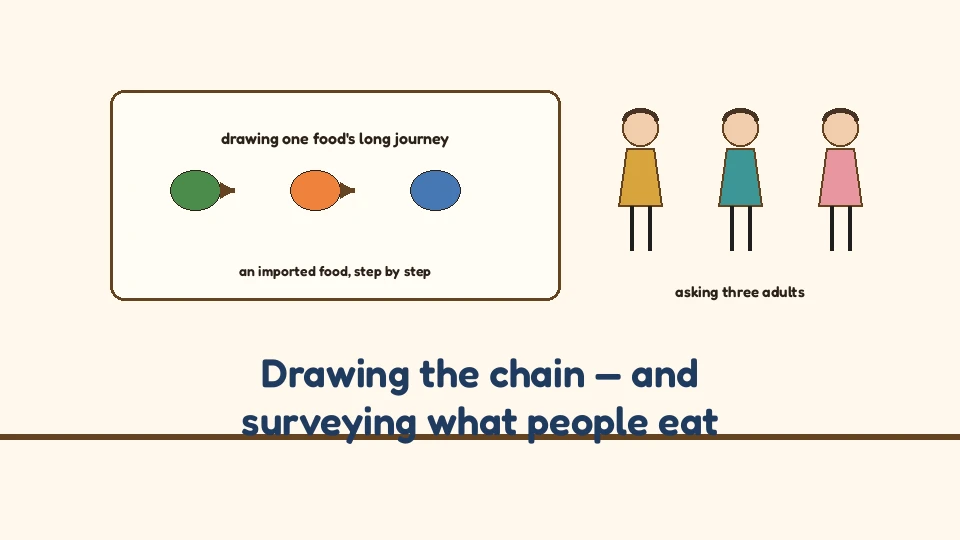 drawing one food's long journey
an imported food, step by step
asking three adults
Drawing the chain — and
surveying what people eat